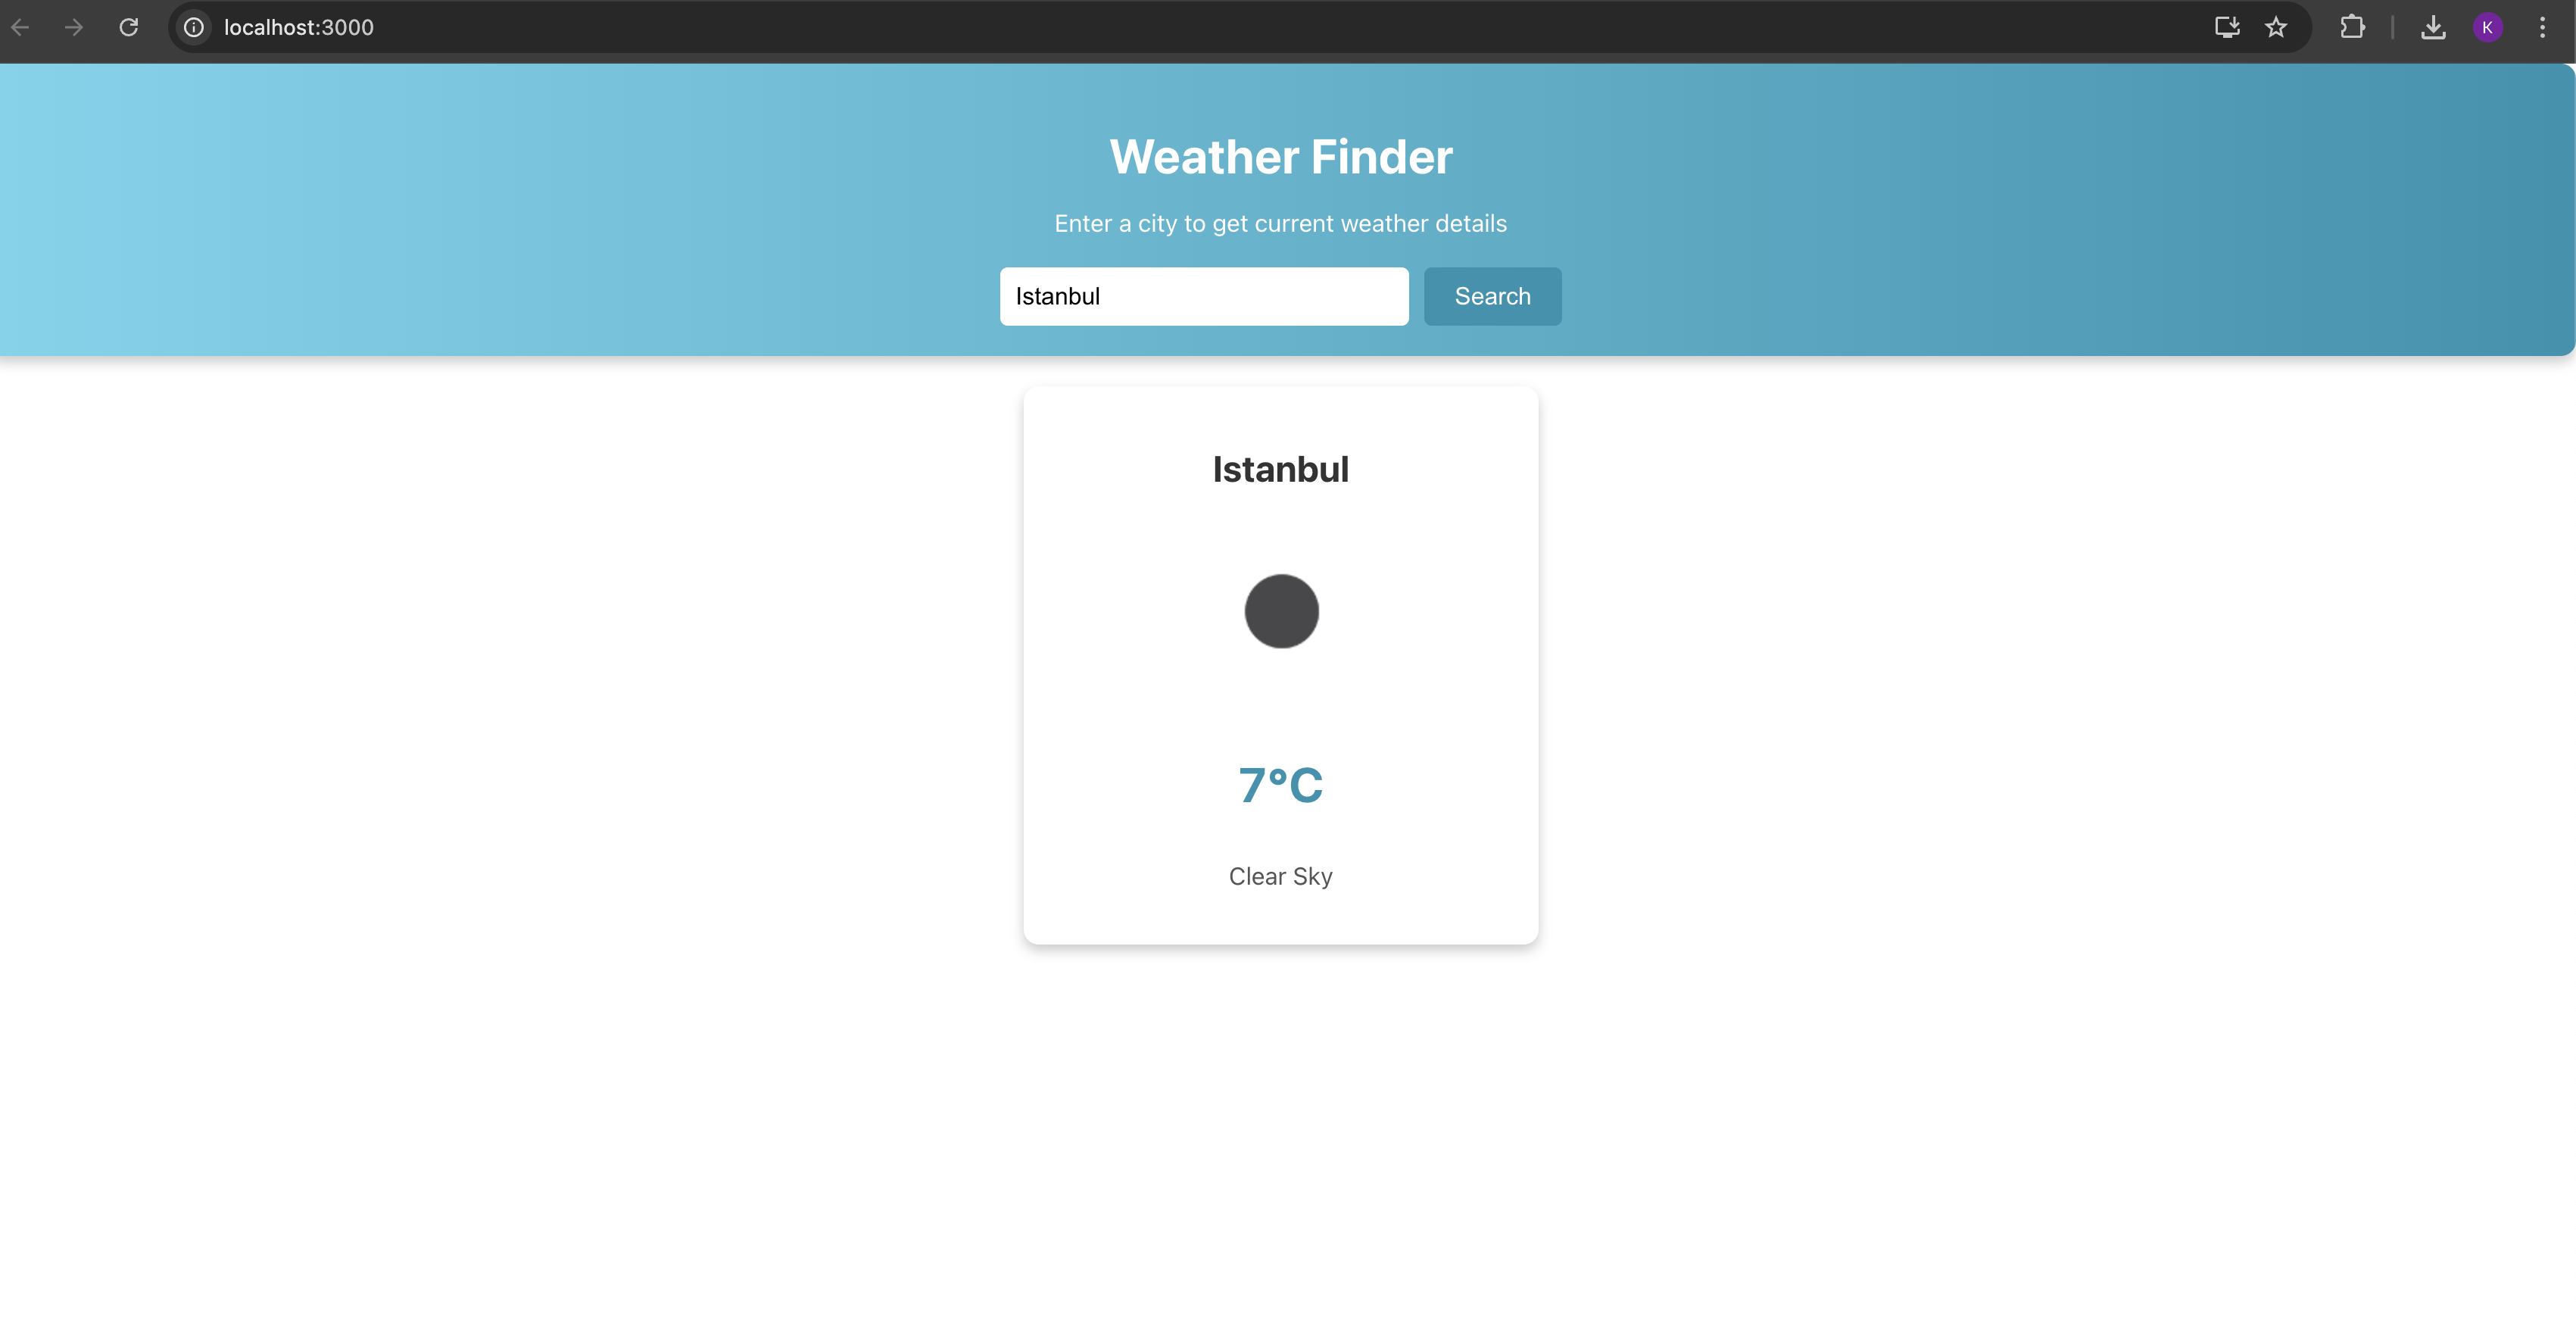 localhost:3000
K
Weather Finder
Enter a city to get current weather details
Istanbul
Search
Istanbul
7°C
Clear Sky